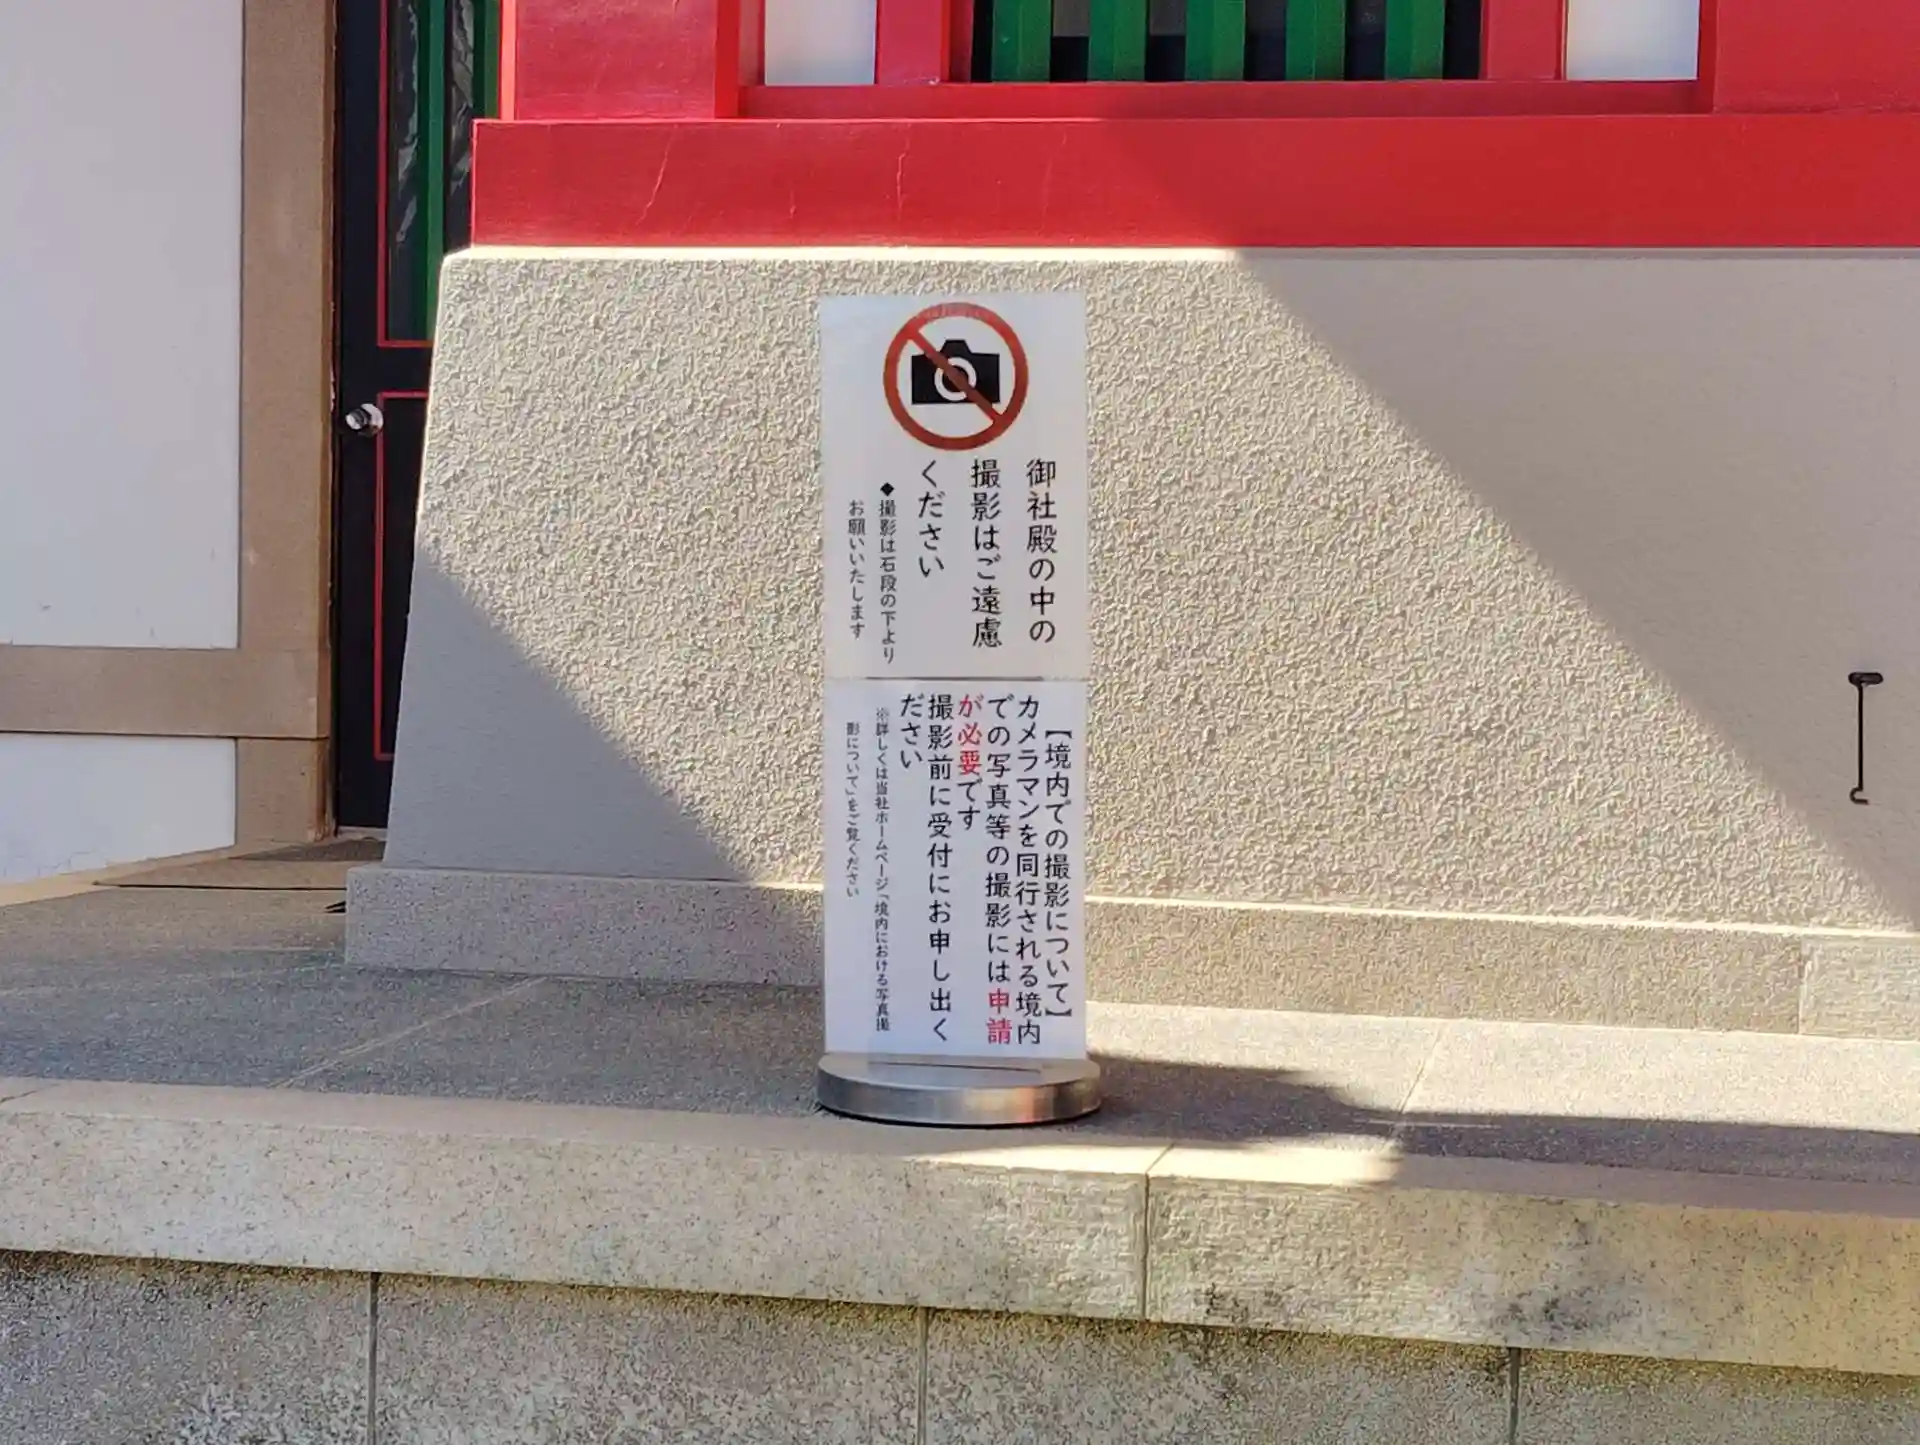 御社殿の中の
撮影はご遠慮
ください
◆撮影は石段の下より
お願いいたします
【境内での撮影について】
カメラマンを同行される境内
での写真等の撮影には申請
が必要です
撮影前に受付にお申し出く
ださい
※詳しくは当社ホームページ「境内における写真撮
影について」をご覧ください